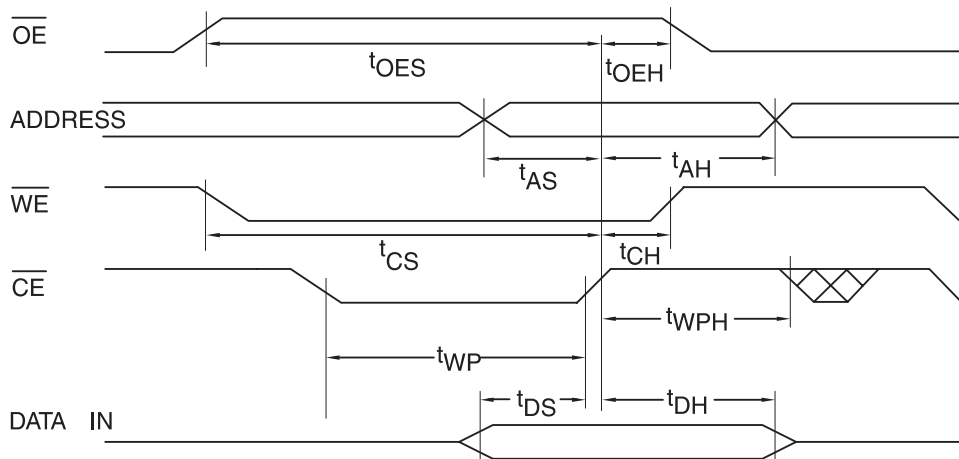 OE
tOES
tOEH
ADDRESS
tAS
tAH
WE
tCS
tCH
CE
tWPH
tWP
tDS
tDH
DATA IN